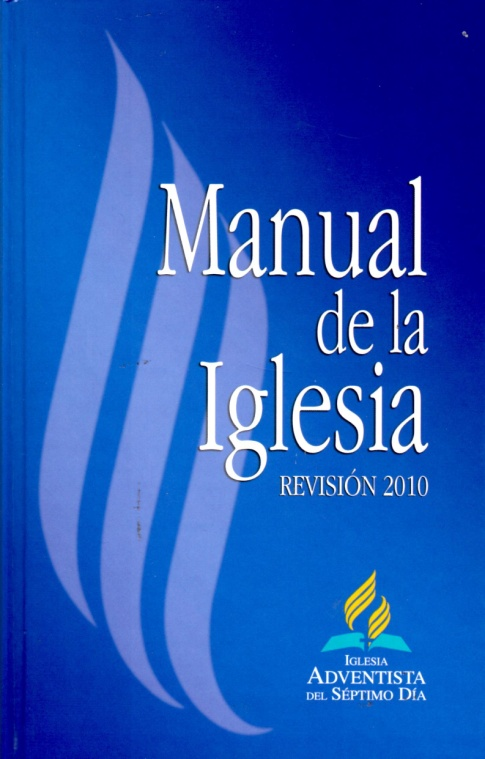 Manual
de la
Iglesia
REVISIÓN 2010
IGLESIA
ADVENTISTA
DEL SÉPTIMO DÍA